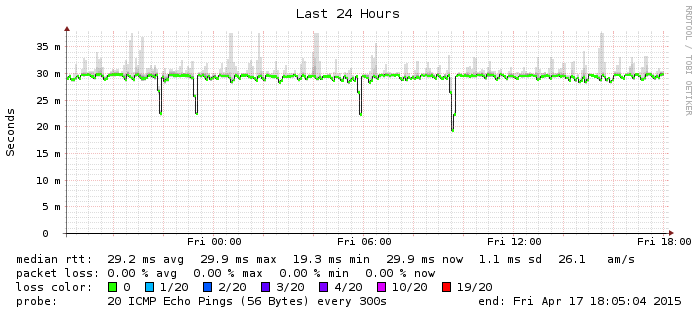 Last 24 Hours
RRDTOOL / TOBI OETIKER
Seconds
35 m
30 m
25 m
20 m
15 m
10 m
5 m
0
Fri 00:00 Fri 06:00 Fri 12:00 Fri 18:00
median rtt: 29.2 ms avg 29.9 ms max 19.3 ms min 29.9 ms now 1.1 ms sd 26.1 am/s
packet loss: 0.00 % avg 0.00 % max 0.00 % min 0.00 % now
loss color: 0 1/20 2/20 3/20 4/20 10/20 19/20
probe: 20 ICMP Echo Pings (56 Bytes) every 300s end: Fri Apr 17 18:05:04 2015